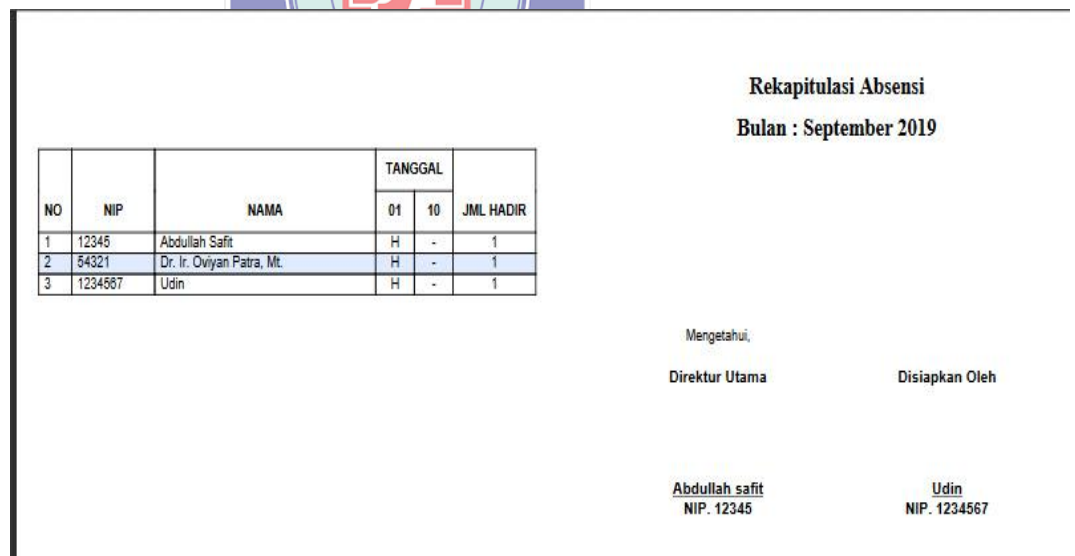 Rekapitulasi Absensi
Bulan : September 2019
NO NIP NAMA TANGGAL JML HADIR
01 10
1 12345 Abdullah Safit H - 1
2 54321 Dr. Ir. Oviyan Patra, Mt. H - 1
3 1234567 Udin H - 1
Mengetahui,
Direktur Utama Disiapkan Oleh
Abdullah safit Udin
NIP. 12345 NIP. 1234567